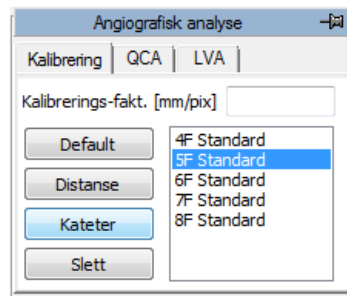 Angiografisk analyse
Kalibrering QCA LVA
Kalibrerings-fakt. [mm/pix]
Default
Distanse
Kateter
Slett
4F Standard
5F Standard
6F Standard
7F Standard
8F Standard